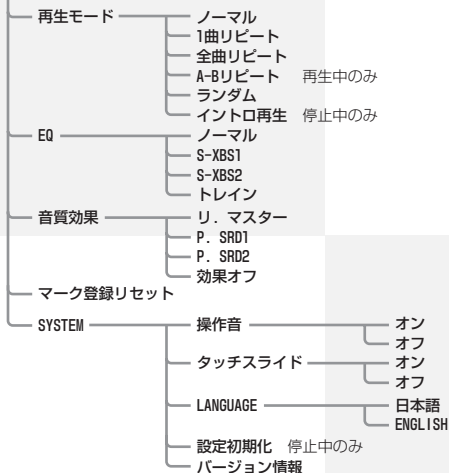 再生モード ノーマル
1曲リピート
全曲リピート
A-Bリピート 再生中のみ
ランダム
イントロ再生 停止中のみ
EQ ノーマル
S-XBS1
S-XBS2
トレイン
音質効果 リ. マスター
P. SRD1
P. SRD2
効果オフ
マーク登録リセット
SYSTEM 操作音 オン
オフ
タッチスライド オン
オフ
LANGUAGE 日本語
ENGLISH
設定初期化 停止中のみ
バージョン情報